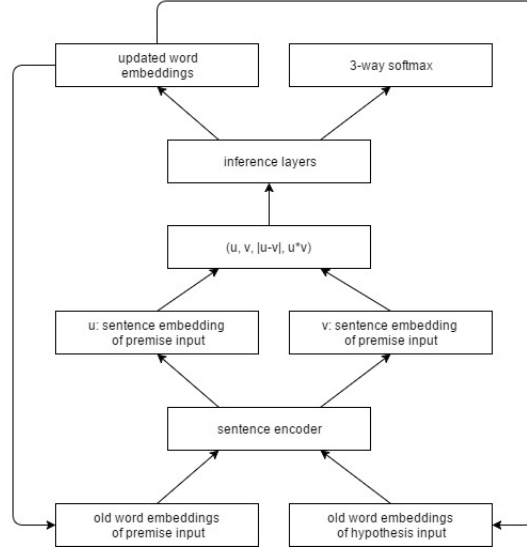 updated word
embeddings
3-way softmax
inference layers
(u, v, |u-v|, u*v)
u: sentence embedding
of premise input
v: sentence embedding
of premise input
sentence encoder
old word embeddings
of premise input
old word embeddings
of hypothesis input